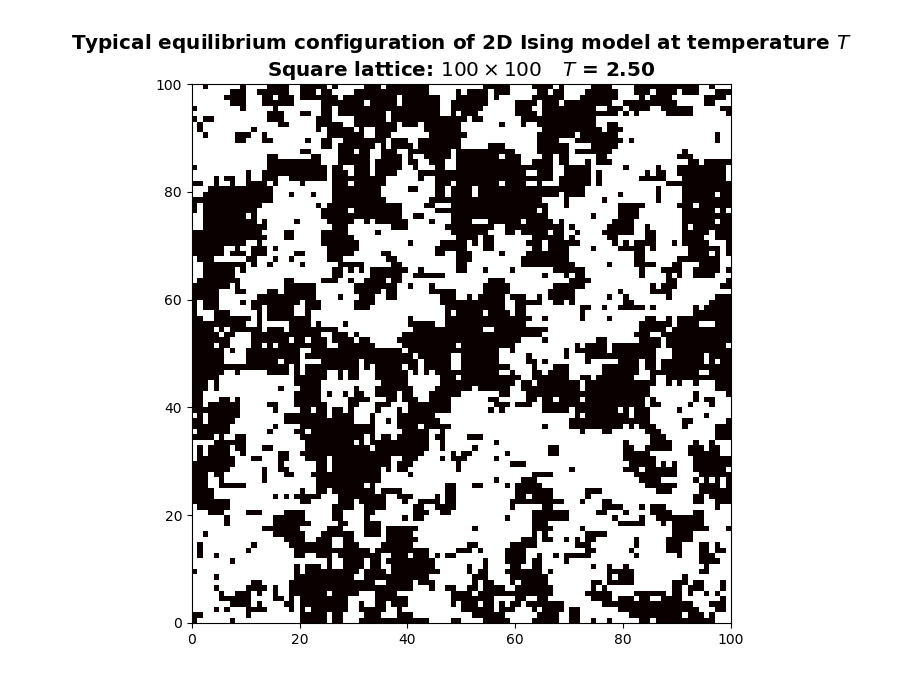 Typical equilibrium configuration of 2D Ising model at temperature T
Square lattice: 100 × 100 T = 2.50
100
80
60
40
20
0
0 20 40 60 80 100